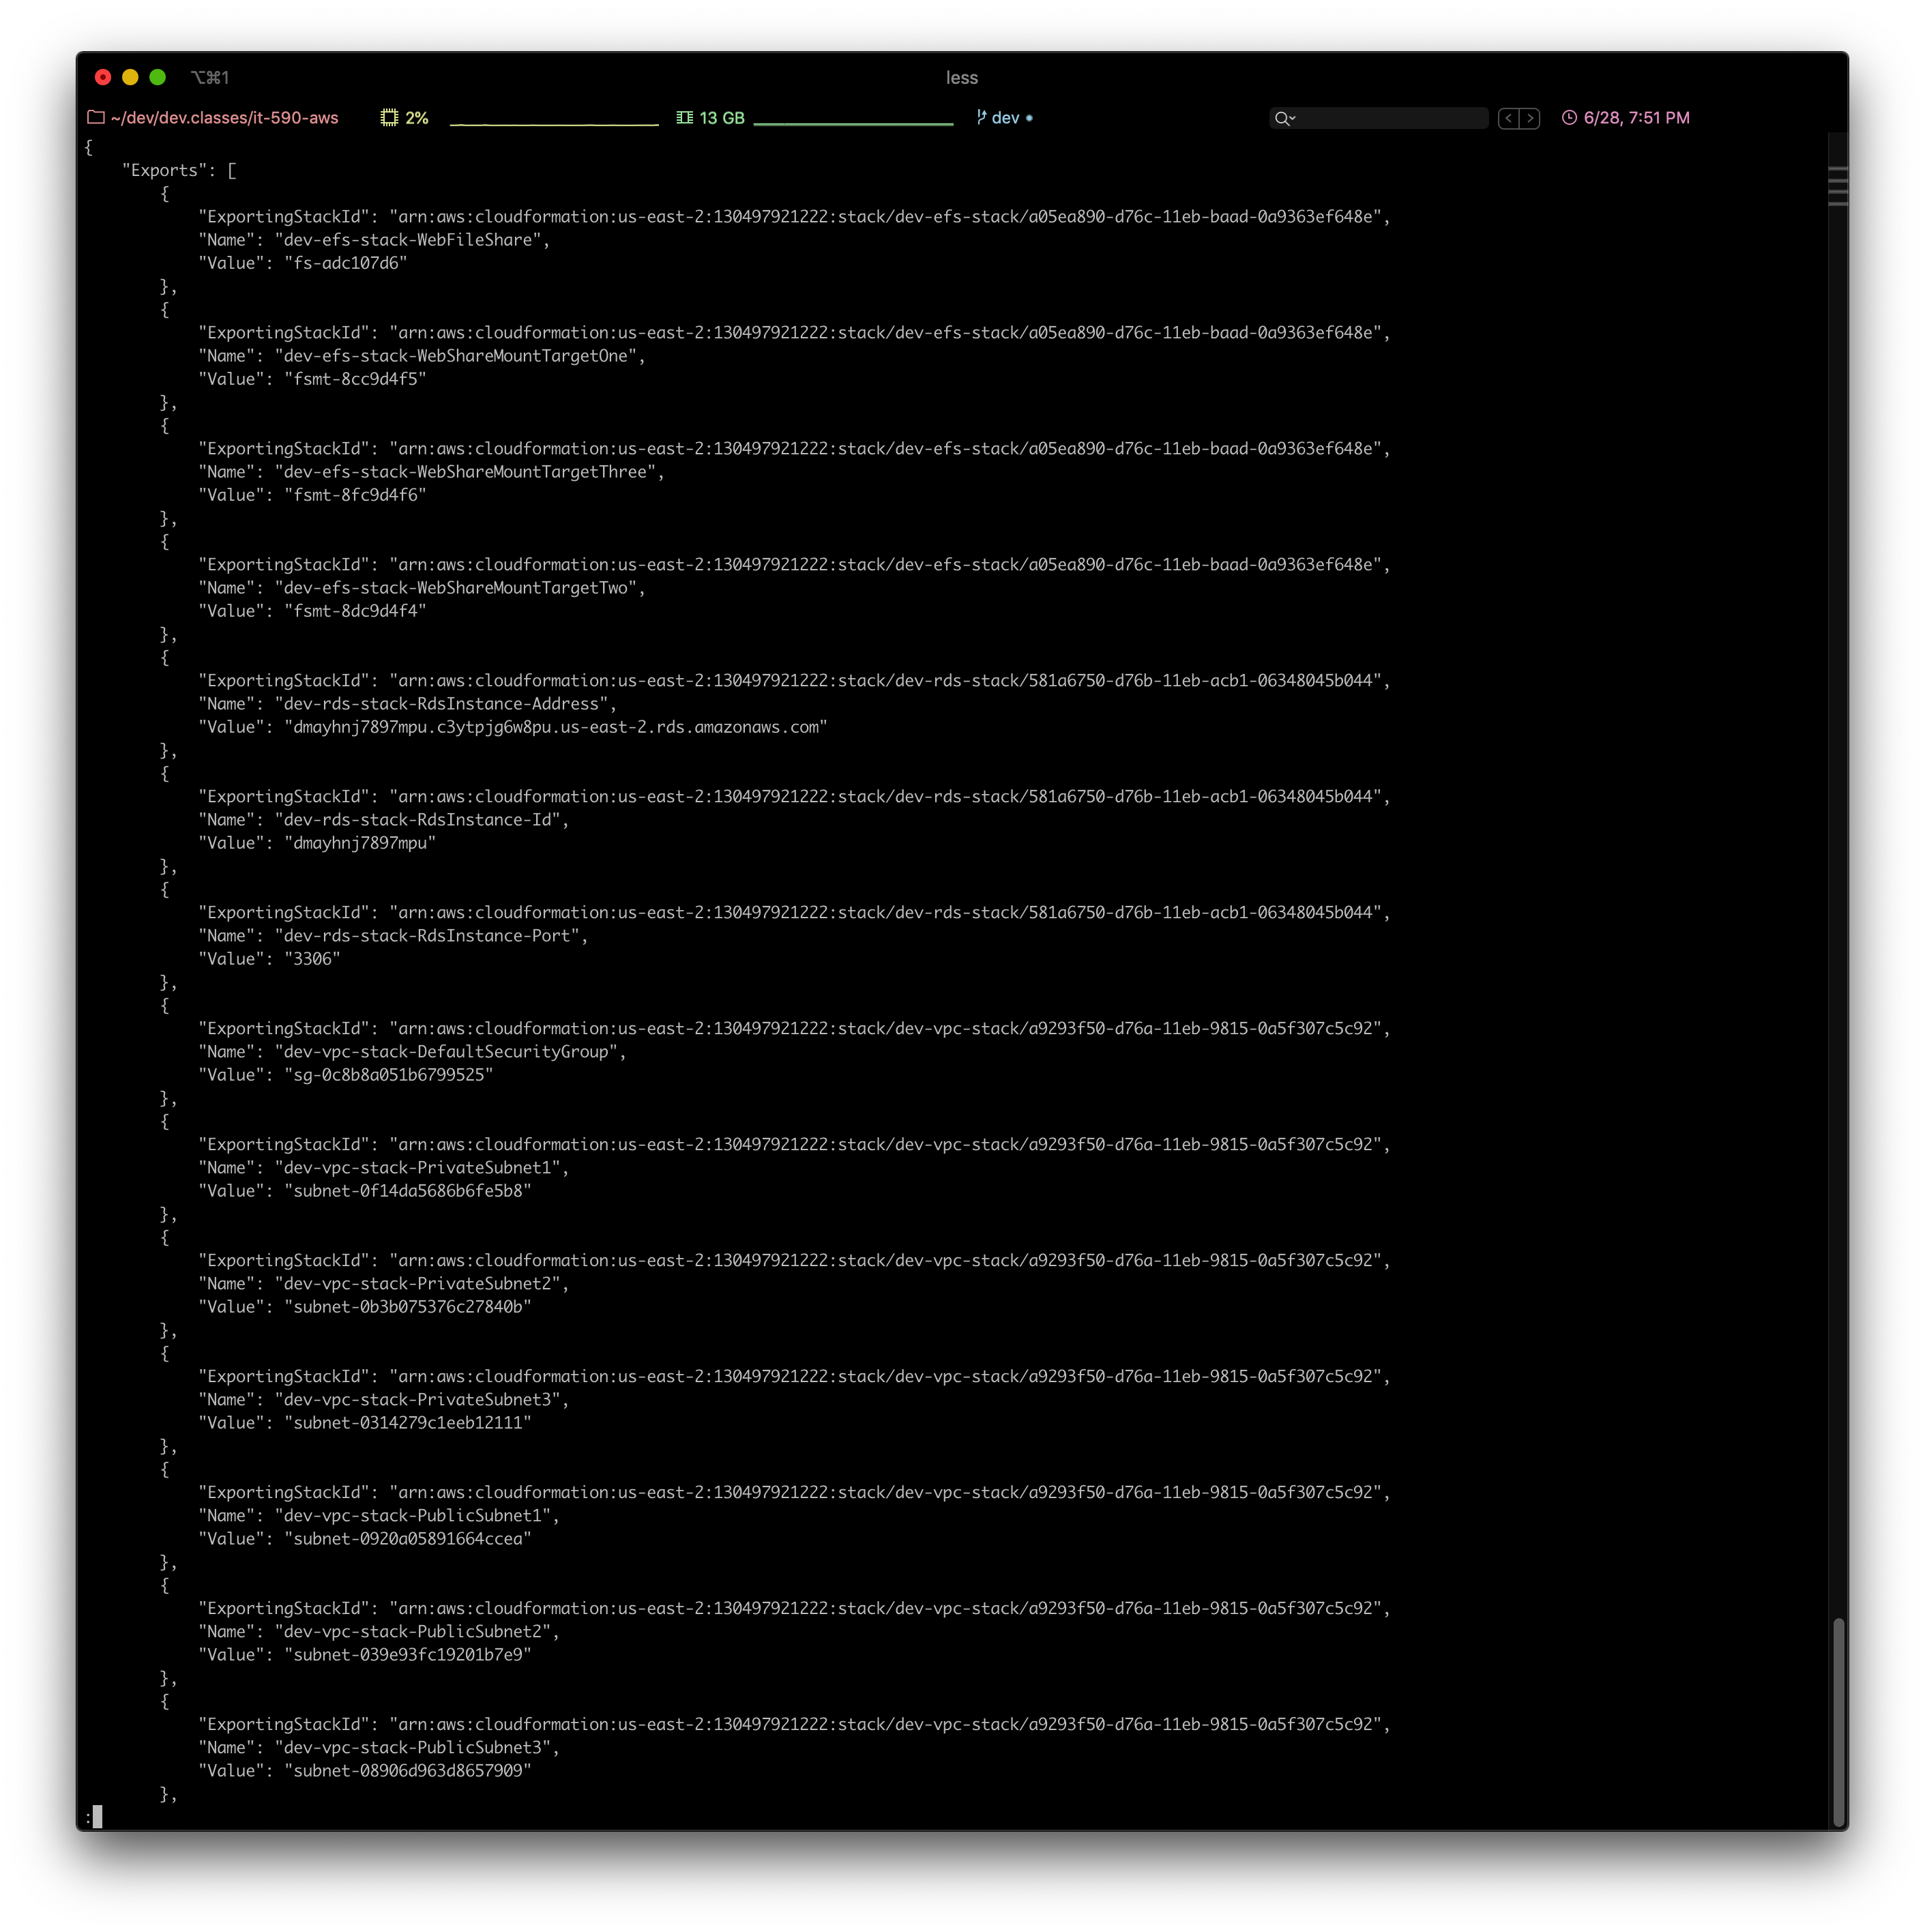 ⌥⌘1 less
~/dev/dev.classes/it-590-aws 2% 13 GB dev 6/28, 7:51 PM
{
    "Exports": [
        {
            "ExportingStackId": "arn:aws:cloudformation:us-east-2:130497921222:stack/dev-efs-stack/a05ea890-d76c-11eb-baad-0a9363ef648e",
            "Name": "dev-efs-stack-WebFileShare",
            "Value": "fs-adc107d6"
        },
        {
            "ExportingStackId": "arn:aws:cloudformation:us-east-2:130497921222:stack/dev-efs-stack/a05ea890-d76c-11eb-baad-0a9363ef648e",
            "Name": "dev-efs-stack-WebShareMountTargetOne",
            "Value": "fsmt-8cc9d4f5"
        },
        {
            "ExportingStackId": "arn:aws:cloudformation:us-east-2:130497921222:stack/dev-efs-stack/a05ea890-d76c-11eb-baad-0a9363ef648e",
            "Name": "dev-efs-stack-WebShareMountTargetThree",
            "Value": "fsmt-8fc9d4f6"
        },
        {
            "ExportingStackId": "arn:aws:cloudformation:us-east-2:130497921222:stack/dev-efs-stack/a05ea890-d76c-11eb-baad-0a9363ef648e",
            "Name": "dev-efs-stack-WebShareMountTargetTwo",
            "Value": "fsmt-8dc9d4f4"
        },
        {
            "ExportingStackId": "arn:aws:cloudformation:us-east-2:130497921222:stack/dev-rds-stack/581a6750-d76b-11eb-acb1-06348045b044",
            "Name": "dev-rds-stack-RdsInstance-Address",
            "Value": "dmayhnj7897mpu.c3ytpjg6w8pu.us-east-2.rds.amazonaws.com"
        },
        {
            "ExportingStackId": "arn:aws:cloudformation:us-east-2:130497921222:stack/dev-rds-stack/581a6750-d76b-11eb-acb1-06348045b044",
            "Name": "dev-rds-stack-RdsInstance-Id",
            "Value": "dmayhnj7897mpu"
        },
        {
            "ExportingStackId": "arn:aws:cloudformation:us-east-2:130497921222:stack/dev-rds-stack/581a6750-d76b-11eb-acb1-06348045b044",
            "Name": "dev-rds-stack-RdsInstance-Port",
            "Value": "3306"
        },
        {
            "ExportingStackId": "arn:aws:cloudformation:us-east-2:130497921222:stack/dev-vpc-stack/a9293f50-d76a-11eb-9815-0a5f307c5c92",
            "Name": "dev-vpc-stack-DefaultSecurityGroup",
            "Value": "sg-0c8b8a051b6799525"
        },
        {
            "ExportingStackId": "arn:aws:cloudformation:us-east-2:130497921222:stack/dev-vpc-stack/a9293f50-d76a-11eb-9815-0a5f307c5c92",
            "Name": "dev-vpc-stack-PrivateSubnet1",
            "Value": "subnet-0f14da5686b6fe5b8"
        },
        {
            "ExportingStackId": "arn:aws:cloudformation:us-east-2:130497921222:stack/dev-vpc-stack/a9293f50-d76a-11eb-9815-0a5f307c5c92",
            "Name": "dev-vpc-stack-PrivateSubnet2",
            "Value": "subnet-0b3b075376c27840b"
        },
        {
            "ExportingStackId": "arn:aws:cloudformation:us-east-2:130497921222:stack/dev-vpc-stack/a9293f50-d76a-11eb-9815-0a5f307c5c92",
            "Name": "dev-vpc-stack-PrivateSubnet3",
            "Value": "subnet-0314279c1eeb12111"
        },
        {
            "ExportingStackId": "arn:aws:cloudformation:us-east-2:130497921222:stack/dev-vpc-stack/a9293f50-d76a-11eb-9815-0a5f307c5c92",
            "Name": "dev-vpc-stack-PublicSubnet1",
            "Value": "subnet-0920a05891664ccea"
        },
        {
            "ExportingStackId": "arn:aws:cloudformation:us-east-2:130497921222:stack/dev-vpc-stack/a9293f50-d76a-11eb-9815-0a5f307c5c92",
            "Name": "dev-vpc-stack-PublicSubnet2",
            "Value": "subnet-039e93fc19201b7e9"
        },
        {
            "ExportingStackId": "arn:aws:cloudformation:us-east-2:130497921222:stack/dev-vpc-stack/a9293f50-d76a-11eb-9815-0a5f307c5c92",
            "Name": "dev-vpc-stack-PublicSubnet3",
            "Value": "subnet-08906d963d8657909"
        },
: